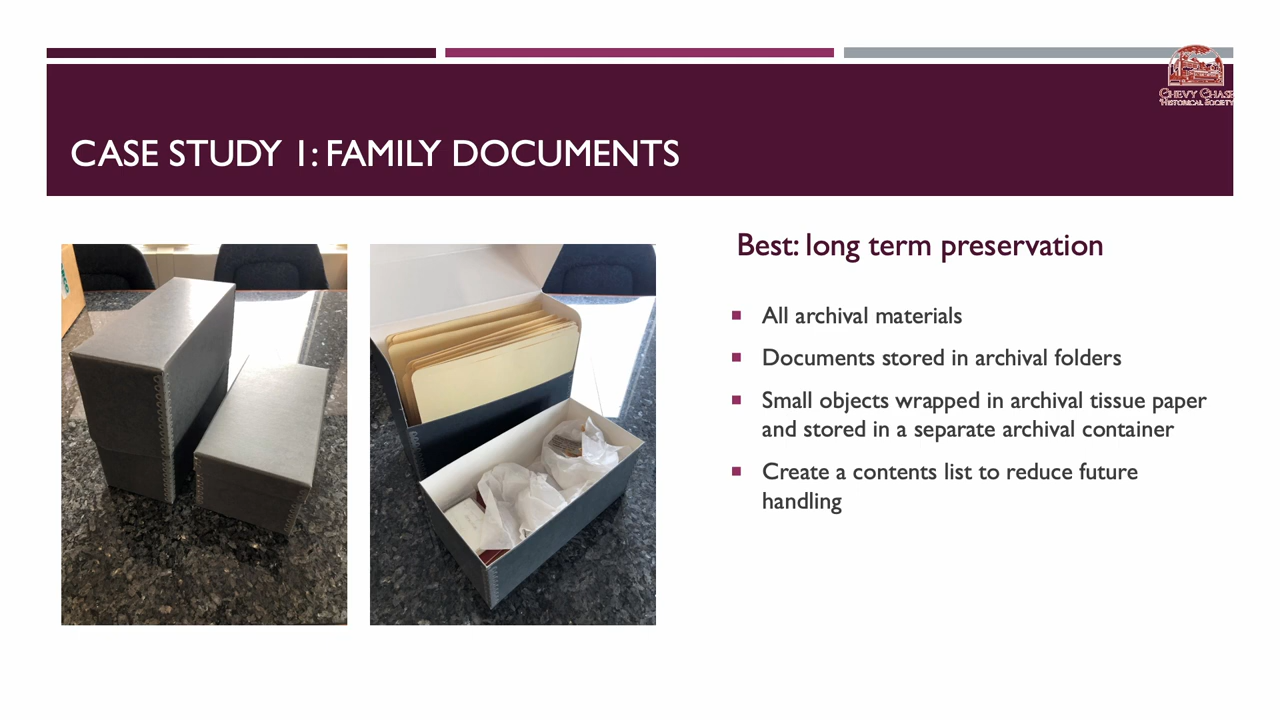 CHEVY CHASE
HISTORICAL SOCIETY
CASE STUDY 1: FAMILY DOCUMENTS
Best: long term preservation
All archival materials
Documents stored in archival folders
Small objects wrapped in archival tissue paper
and stored in a separate archival container
Create a contents list to reduce future
handling